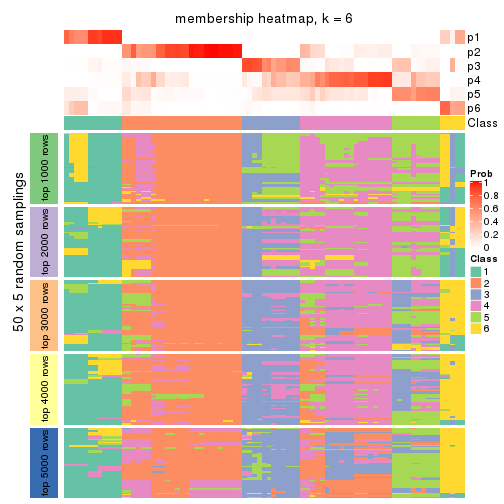 membership heatmap, k = 6
p1
p2
p3
p4
p5
p6
Class
50 x 5 random samplings
top 1000 rows
top 2000 rows
top 3000 rows
top 4000 rows
top 5000 rows
Prob
1
0.8
0.6
0.4
0.2
0
Class
1
2
3
4
5
6